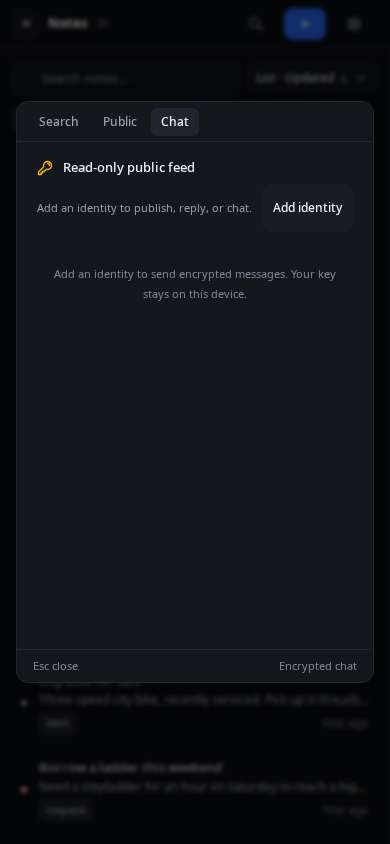 Notes
Search notes...
List · Updated
Search Public Chat
Read-only public feed
Add an identity to publish, reply, or chat. Add identity
Add an identity to send encrypted messages. Your key
stays on this device.
Esc close Encrypted chat
Three-speed city bike, recently serviced. Pick up in
Borrow a ladder this weekend
Need a stepladder for an hour on Saturday to reach a hig...
request